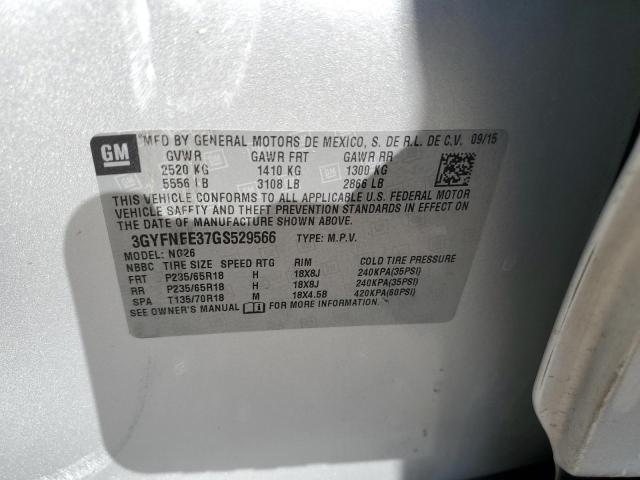 GM
MFD BY GENERAL MOTORS DE MEXICO, S. DE R.L. DE C.V. 09/15
GVWR GAWR FRT GAWR RR
2520 KG 1410 KG 1300 KG
5556 LB 3108 LB 2866 LB
THIS VEHICLE CONFORMS TO ALL APPLICABLE U.S. FEDERAL MOTOR
VEHICLE SAFETY AND THEFT PREVENTION STANDARDS IN EFFECT ON
THE DATE OF MANUFACTURE SHOWN ABOVE.
3GYFNFE37GS529566 TYPE: M.P.V.
MODEL: NG26
NBBC TIRE SIZE SPEED RTG RIM COLD TIRE PRESSURE
FRT P235/65R18 H 18X8J 240KPA(35PSI)
RR P235/65R18 H 18X8J 240KPA(35PSI)
SPA T135/70R18 M 18X4.5B 420KPA(60PSI)
SEE OWNER'S MANUAL FOR MORE INFORMATION.